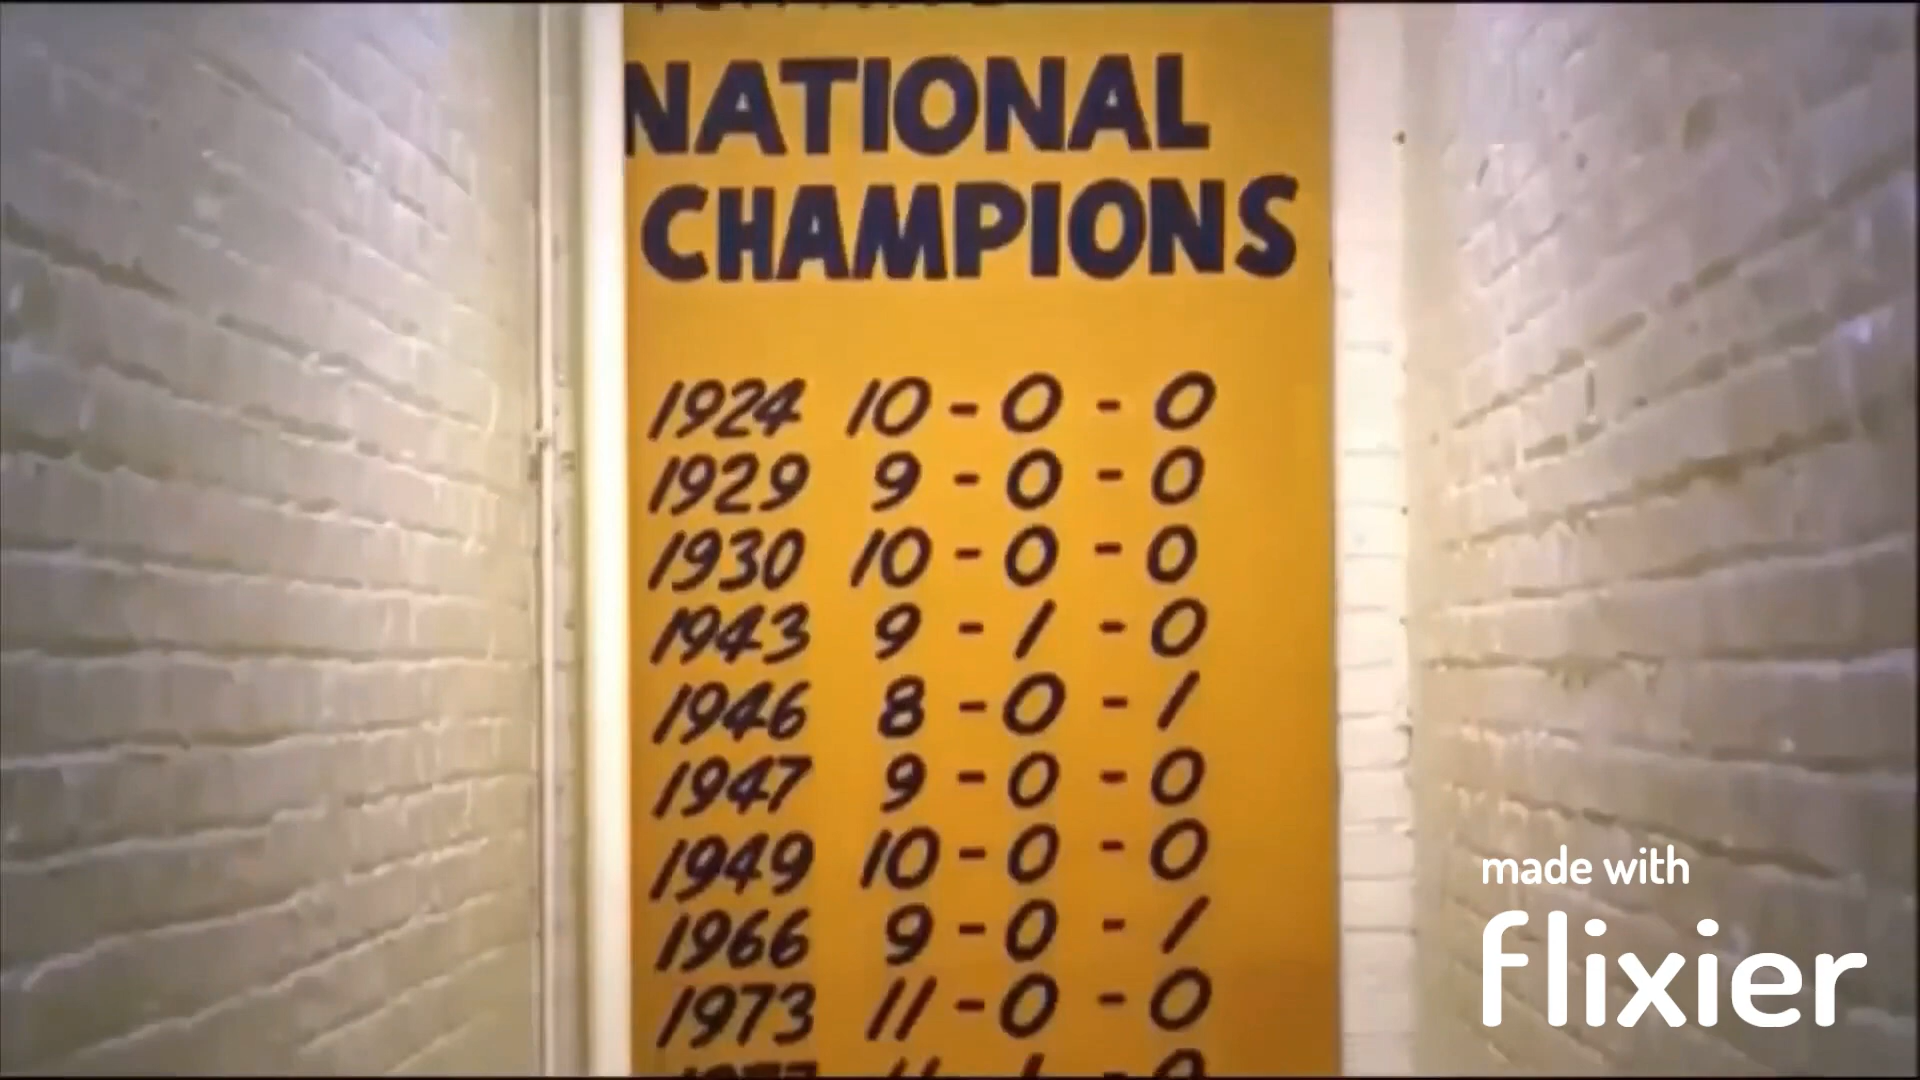 NATIONAL
CHAMPIONS
1924 10 - 0 - 0
1929 9 - 0 - 0
1930 10 - 0 - 0
1943 9 - 1 - 0
1946 8 - 0 - 1
1947 9 - 0 - 0
1949 10 - 0 - 0
1966 9 - 0 - 1
1973 11 - 0 - 0
made with
flixier